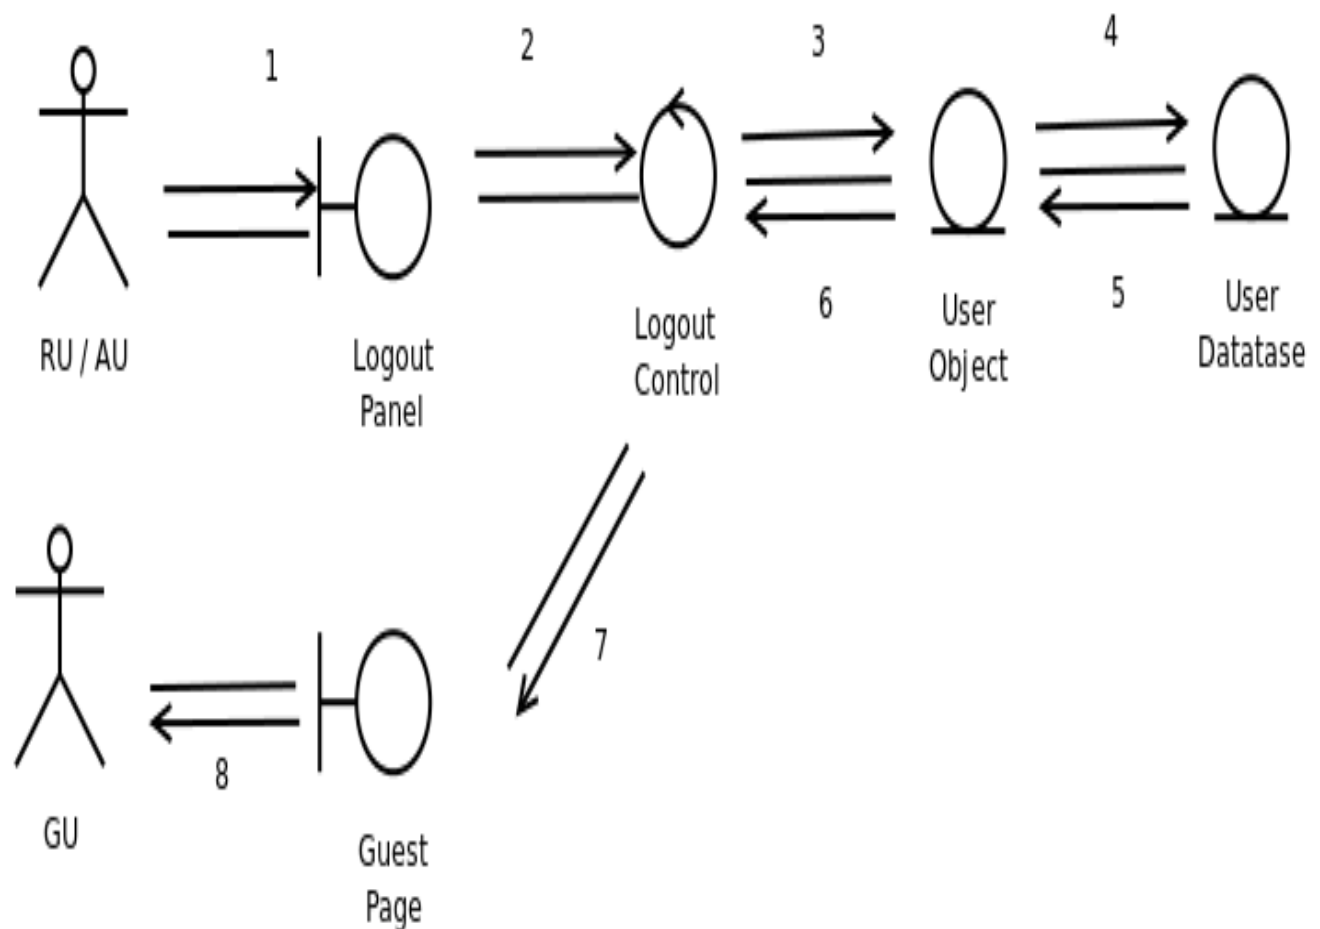 1
2
3
4
RU / AU
Logout
Panel
Logout
Control
6
User
Object
5
User
Datatase
7
8
GU
Guest
Page